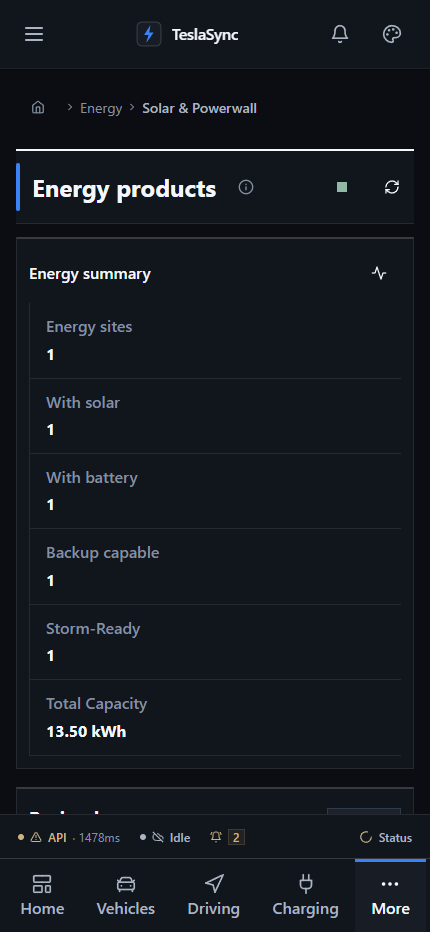 TeslaSync
Energy
Solar & Powerwall
Energy products
Energy summary
Energy sites
1
With solar
1
With battery
1
Backup capable
1
Storm-Ready
1
Total Capacity
13.50 kWh
API · 1478ms
Idle
2
Status
Home
Vehicles
Driving
Charging
More